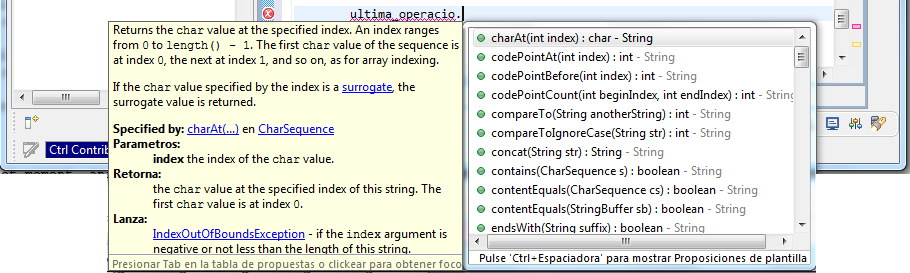 ultima_operacio.
Returns the char value at the specified index. An index ranges
from 0 to length() - 1. The first char value of the sequence is
at index 0, the next at index 1, and so on, as for array indexing.
If the char value specified by the index is a surrogate, the
surrogate value is returned.
Specified by: charAt(...) en CharSequence
Parametros:
index the index of the char value.
Retorna:
the char value at the specified index of this string. The
first char value is at index 0.
Lanza:
IndexOutOfBoundsException - if the index argument is
negative or not less than the length of this string.
Presionar Tab en la tabla de propuestas o clickear para obtener foco
charAt(int index) : char - String
codePointAt(int index) : int - String
codePointBefore(int index) : int - String
codePointCount(int beginIndex, int endIndex) : int - String
compareTo(String anotherString) : int - String
compareToIgnoreCase(String str) : int - String
concat(String str) : String - String
contains(CharSequence s) : boolean - String
contentEquals(CharSequence cs) : boolean - String
contentEquals(StringBuffer sb) : boolean - String
endsWith(String suffix) : boolean - String
Pulse 'Ctrl+Espaciadora' para mostrar Proposiciones de plantilla
Ctrl Contrib